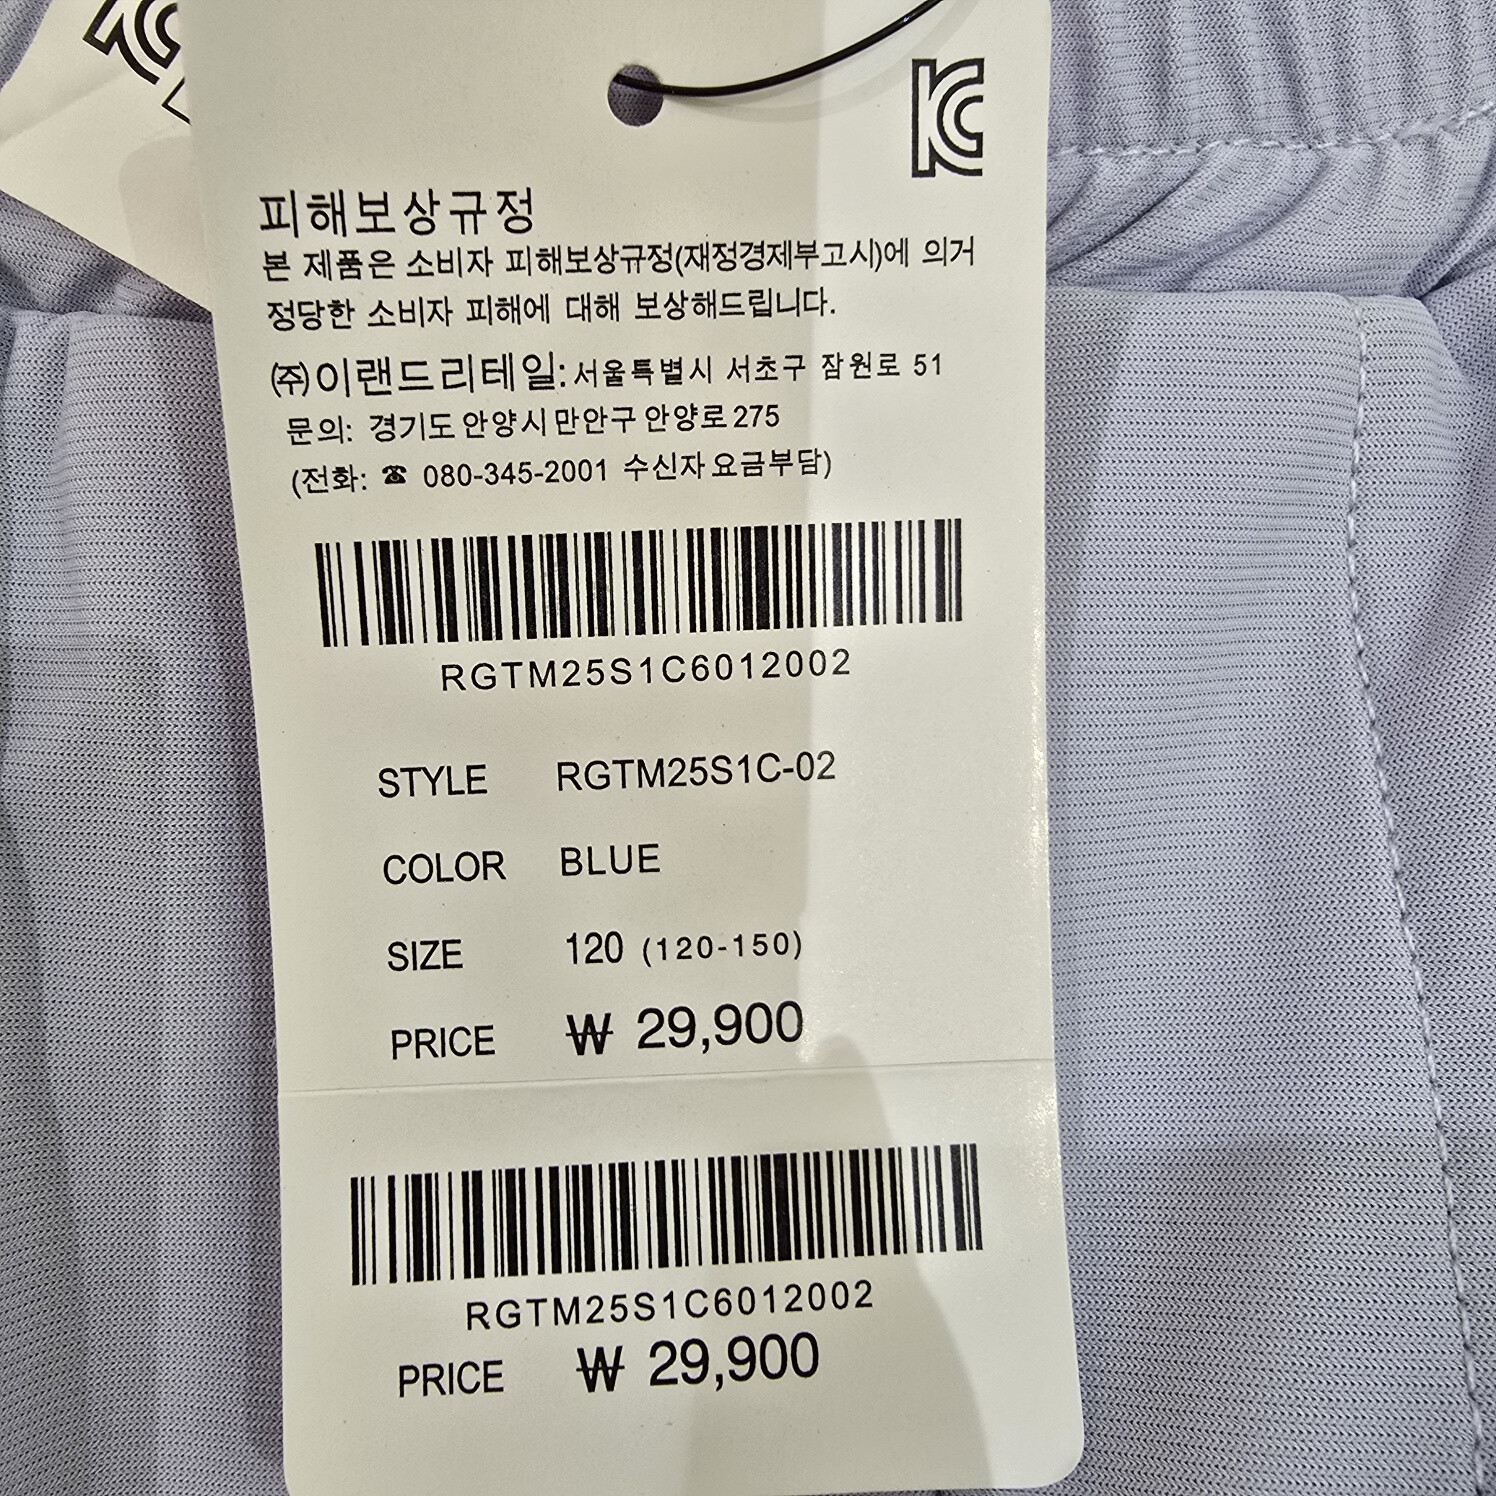 KC
피해보상규정
본 제품은 소비자 피해보상규정(재정경제부고시)에 의거
정당한 소비자 피해에 대해 보상해드립니다.
(주)이랜드리테일: 서울특별시 서초구 잠원로 51
문의: 경기도 안양시 만안구 안양로 275
(전화: ☎ 080-345-2001 수신자 요금부담)
RGTM25S1C6012002
STYLE RGTM25S1C-02
COLOR BLUE
SIZE 120 (120-150)
PRICE ₩ 29,900
RGTM25S1C6012002
PRICE ₩ 29,900